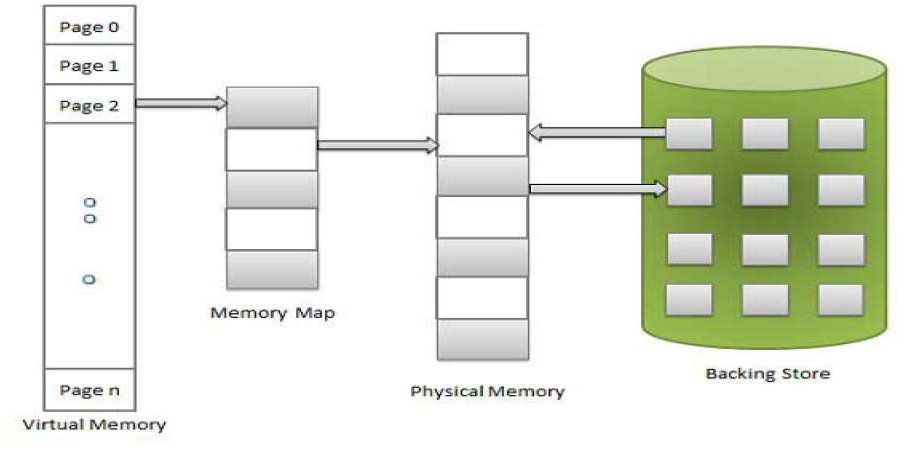 Page 0
Page 1
Page 2
Page n
Virtual Memory
Memory Map
Physical Memory
Backing Store